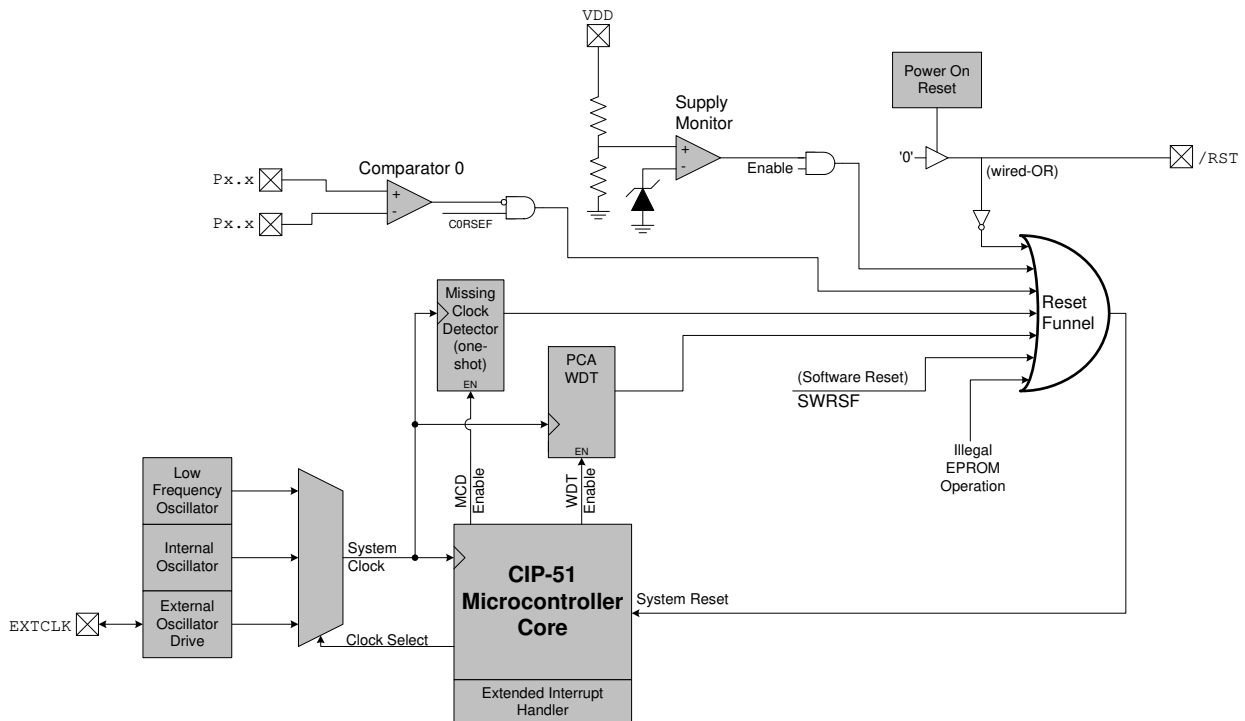 VDD
Power On
Reset
Supply
Monitor
+
-
Enable
'0'
(wired-OR)
/RST
Comparator 0
Px.x
Px.x
+
-
C0RSEF
Missing
Clock
Detector
(one-
shot)
EN
PCA
WDT
EN
Reset
Funnel
(Software Reset)
SWRSF
Illegal
EPROM
Operation
MCD
Enable
WDT
Enable
Low
Frequency
Oscillator
Internal
Oscillator
External
Oscillator
Drive
EXTCLK
System
Clock
Clock Select
CIP-51
Microcontroller
Core
System Reset
Extended Interrupt
Handler